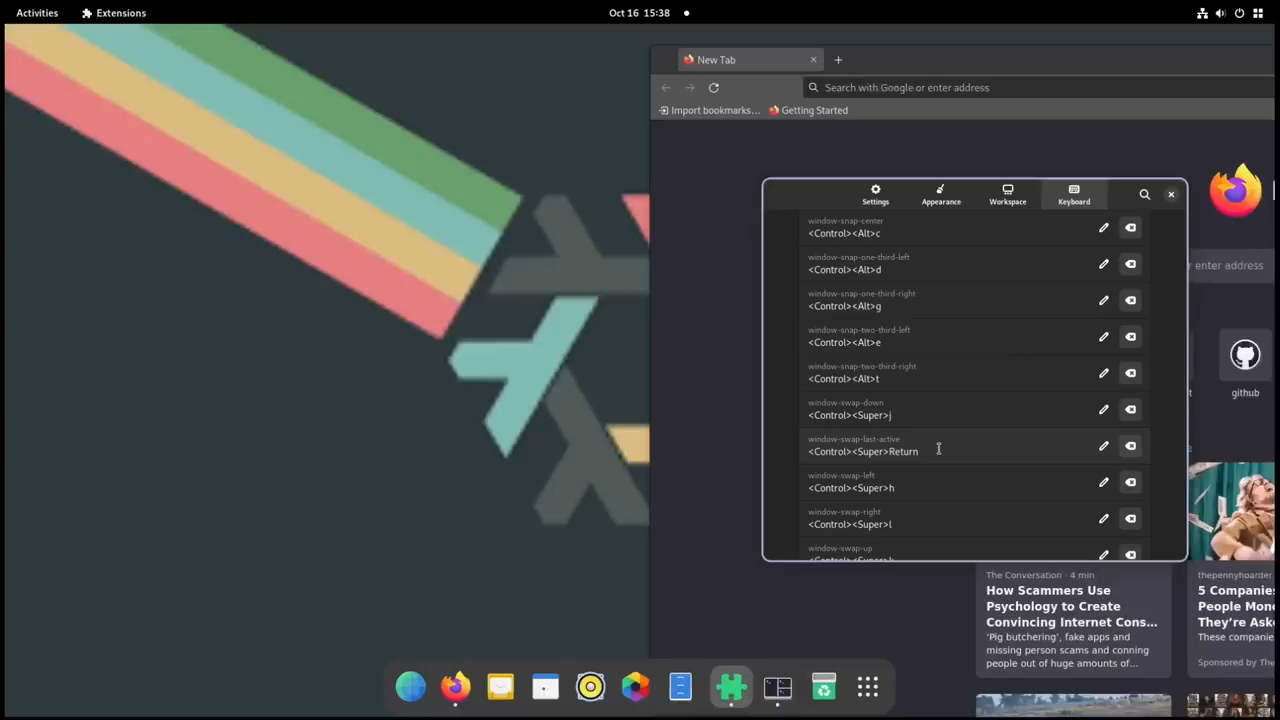 Activities
Extensions
Oct 16 15:38
New Tab
Search with Google or enter address
Import bookmarks...
Getting Started
Settings
Appearance
Workspace
Keyboard
window-snap-center
<Control><Alt>c
window-snap-one-third-left
<Control><Alt>d
window-snap-one-third-right
<Control><Alt>g
window-snap-two-third-left
<Control><Alt>e
window-snap-two-third-right
<Control><Alt>t
window-swap-down
<Control><Super>j
window-swap-last-active
<Control><Super>Return
window-swap-left
<Control><Super>h
window-swap-right
<Control><Super>l
window-swap-up
<Control><Super>k
enter address
github
The Conversation · 4 min
How Scammers Use
Psychology to Create
Convincing Internet Cons...
'Pig butchering', fake apps and
missing person scams and conning
people out of huge amounts of...
thepennyhoarder
5 Companies
People Mon
They're Aske
These companie
Sponsored by The